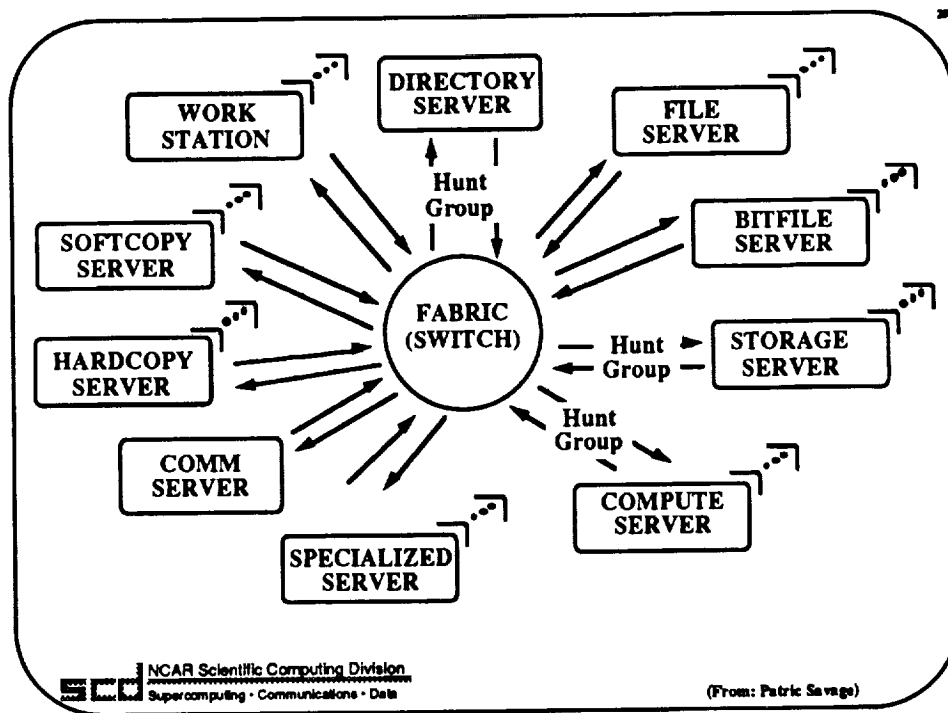 DIRECTORY
SERVER
WORK
STATION
FILE
SERVER
Hunt
Group
SOFTCOPY
SERVER
BITFILE
SERVER
FABRIC
(SWITCH)
HARDCOPY
SERVER
Hunt
Group
STORAGE
SERVER
Hunt
Group
COMM
SERVER
COMPUTE
SERVER
SPECIALIZED
SERVER
scd
NCAR Scientific Computing Division
Supercomputing • Communications • Data
(From: Patric Savage)